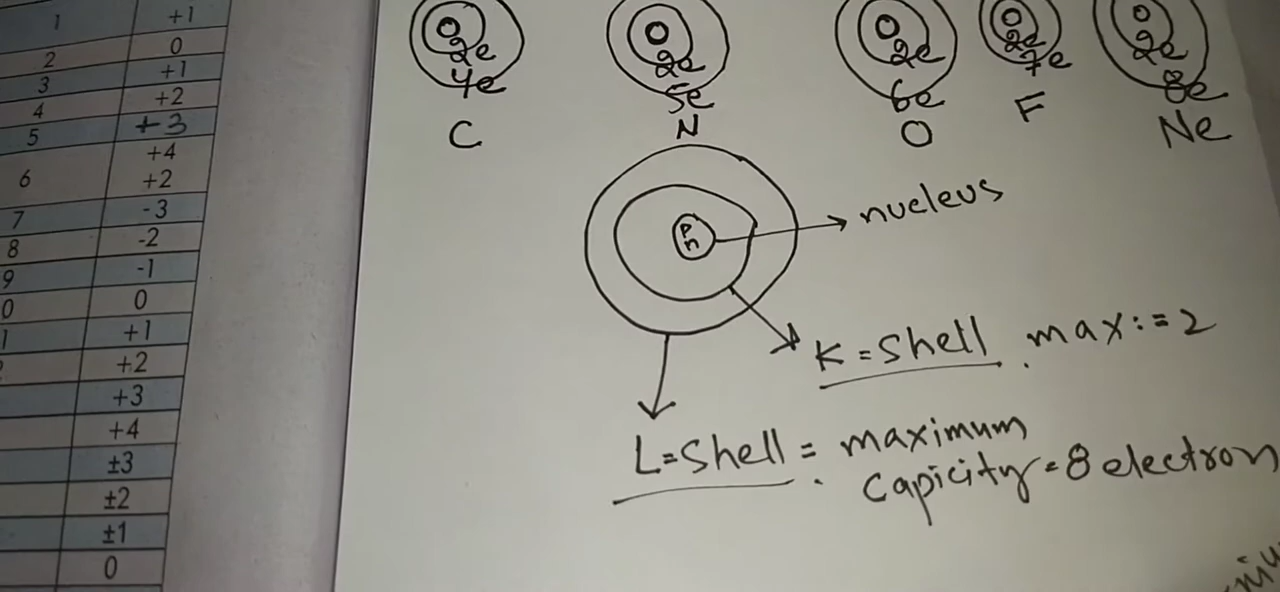 1 +1
2 0
3 +1
4 +2
5 +3
+4
6 +2
7 -3
8 -2
9 -1
0 0
1 +1
+2
+3
+4
±3
±2
±1
0
2e 2e 2e 2e 2e
4e 5e 6e 7e 8e
C N O F Ne
P
n
nucleus
K=Shell max:=2
L=Shell = maximum
capicity=8 electron